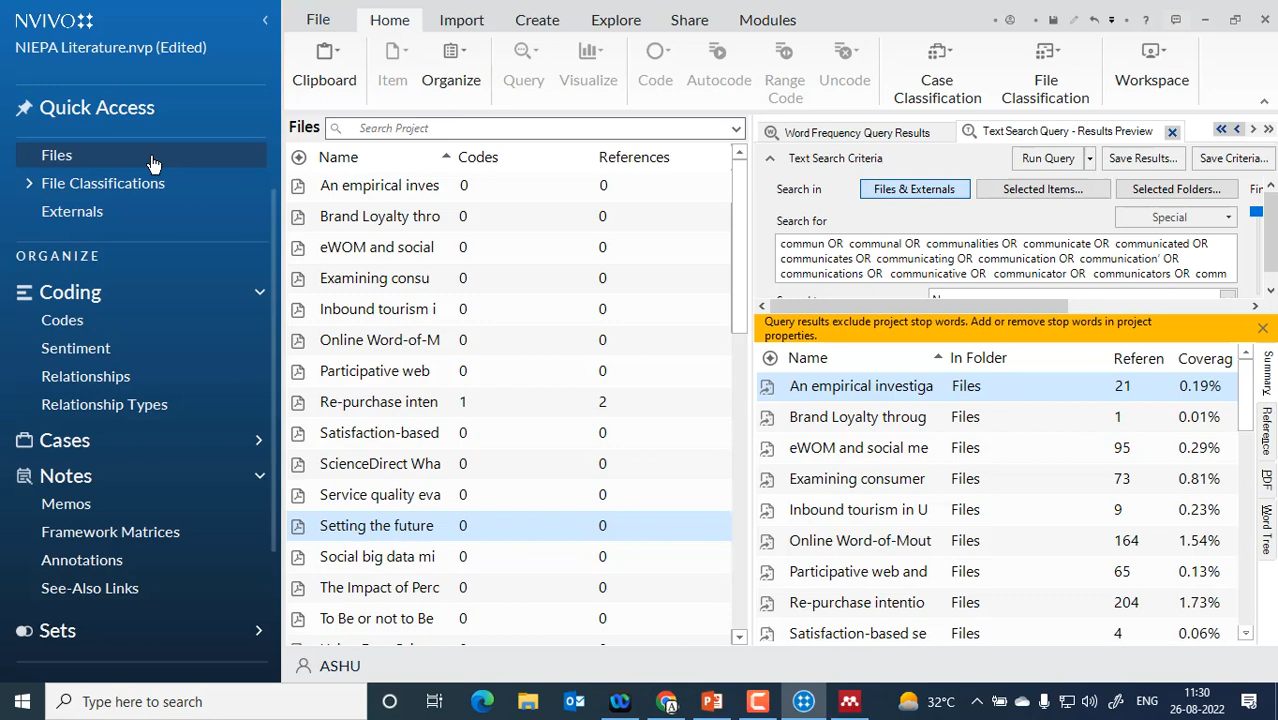 NVIVO
NIEPA Literature.nvp (Edited)
Quick Access
Files
File Classifications
Externals
ORGANIZE
Coding
Codes
Sentiment
Relationships
Relationship Types
Cases
Notes
Memos
Framework Matrices
Annotations
See-Also Links
Sets
File Home Import Create Explore Share Modules
Clipboard Item Organize Query Visualize Code Autocode Range Code Uncode Case Classification File Classification Workspace
Files Search Project
Name Codes References
An empirical inves 0 0
Brand Loyalty thro 0 0
eWOM and social 0 0
Examining consu 0 0
Inbound tourism i 0 0
Online Word-of-M 0 0
Participative web 0 0
Re-purchase inten 1 2
Satisfaction-based 0 0
ScienceDirect Wha 0 0
Service quality eva 0 0
Setting the future 0 0
Social big data mi 0 0
The Impact of Perc 0 0
To Be or not to Be 0 0
ASHU
Word Frequency Query Results Text Search Query - Results Preview
Text Search Criteria Run Query Save Results... Save Criteria...
Search in Files & Externals Selected Items... Selected Folders... Fin
Search for Special
commun OR communal OR communalities OR communicate OR communicated OR
communicates OR communicating OR communication OR communication' OR
communications OR communicative OR communicator OR communicators OR comm
Query results exclude project stop words. Add or remove stop words in project
properties.
Name In Folder Referen Coverag
An empirical investiga Files 21 0.19%
Brand Loyalty throug Files 1 0.01%
eWOM and social me Files 95 0.29%
Examining consumer Files 73 0.81%
Inbound tourism in U Files 9 0.23%
Online Word-of-Mout Files 164 1.54%
Participative web and Files 65 0.13%
Re-purchase intentio Files 204 1.73%
Satisfaction-based se Files 4 0.06%
Summary
Reference
PDF
Word Tree
Type here to search
32°C
ENG
11:30
26-08-2022